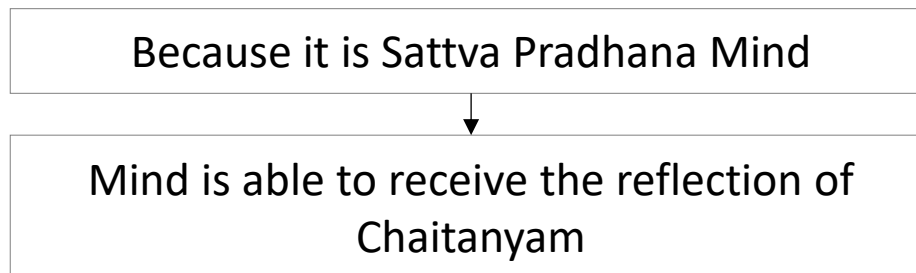 Because it is Sattva Pradhana Mind
Mind is able to receive the reflection of
Chaitanyam